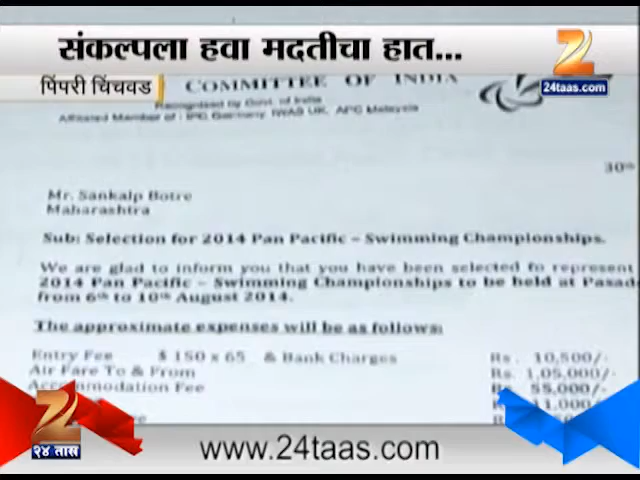 संकल्पला हवा मदतीचा हात...
24taas.com
पिंपरी चिंचवड
COMMITTEE OF INDIA
Recognised by Govt. of India
Affiliated Member of : IPC Germany, IWAS UK, APC Malaysia
30th
Mr. Sankalp Botre
Maharashtra
Sub: Selection for 2014 Pan Pacific – Swimming Championships.
We are glad to inform you that you have been selected to represent
2014 Pan Pacific – Swimming Championships to be held at Pasad
from 6th to 10th August 2014.
The approximate expenses will be as follows:
Entry Fee $ 150 x 65 & Bank Charges Rs. 10,500/-
Air Fare To & From Rs. 1,05,000/-
Accommodation Fee Rs. 55,000/-
11,000/-
२४ तास
www.24taas.com